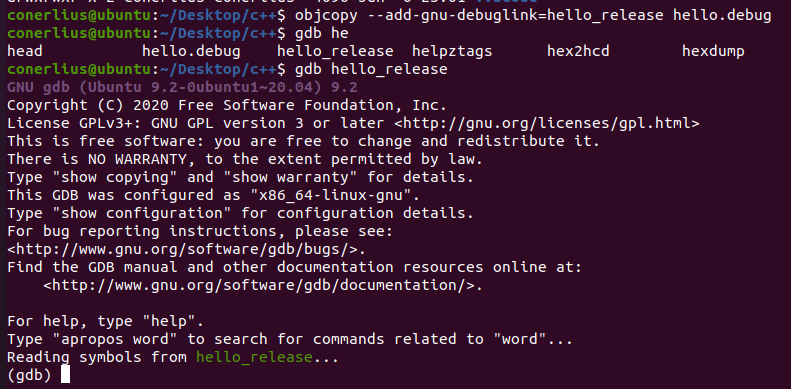 conerlius@ubuntu:~/Desktop/c++$ objcopy --add-gnu-debuglink=hello_release hello.debug
conerlius@ubuntu:~/Desktop/c++$ gdb he
head hello.debug hello_release helpztags hex2hcd hexdump
conerlius@ubuntu:~/Desktop/c++$ gdb hello_release
GNU gdb (Ubuntu 9.2-0ubuntu1~20.04) 9.2
Copyright (C) 2020 Free Software Foundation, Inc.
License GPLv3+: GNU GPL version 3 or later <http://gnu.org/licenses/gpl.html>
This is free software: you are free to change and redistribute it.
There is NO WARRANTY, to the extent permitted by law.
Type "show copying" and "show warranty" for details.
This GDB was configured as "x86_64-linux-gnu".
Type "show configuration" for configuration details.
For bug reporting instructions, please see:
<http://www.gnu.org/software/gdb/bugs/>.
Find the GDB manual and other documentation resources online at:
    <http://www.gnu.org/software/gdb/documentation/>.

For help, type "help".
Type "apropos word" to search for commands related to "word"...
Reading symbols from hello_release...
(gdb)